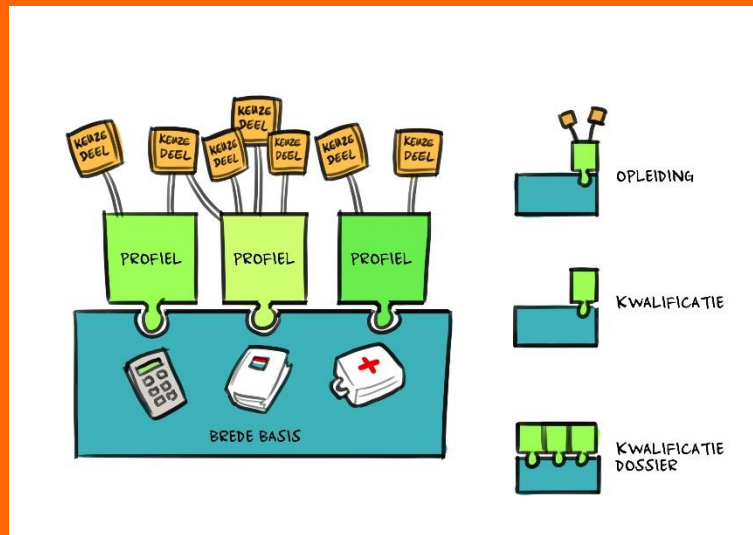 KEUZE
DEEL
KEUZE
DEEL
KEUZE
DEEL
KEUZE
DEEL
KEUZE
DEEL
KEUZE
DEEL
KEUZE
DEEL
PROFIEL
PROFIEL
PROFIEL
BREDE BASIS
OPLEIDING
KWALIFICATIE
KWALIFICATIE
DOSSIER